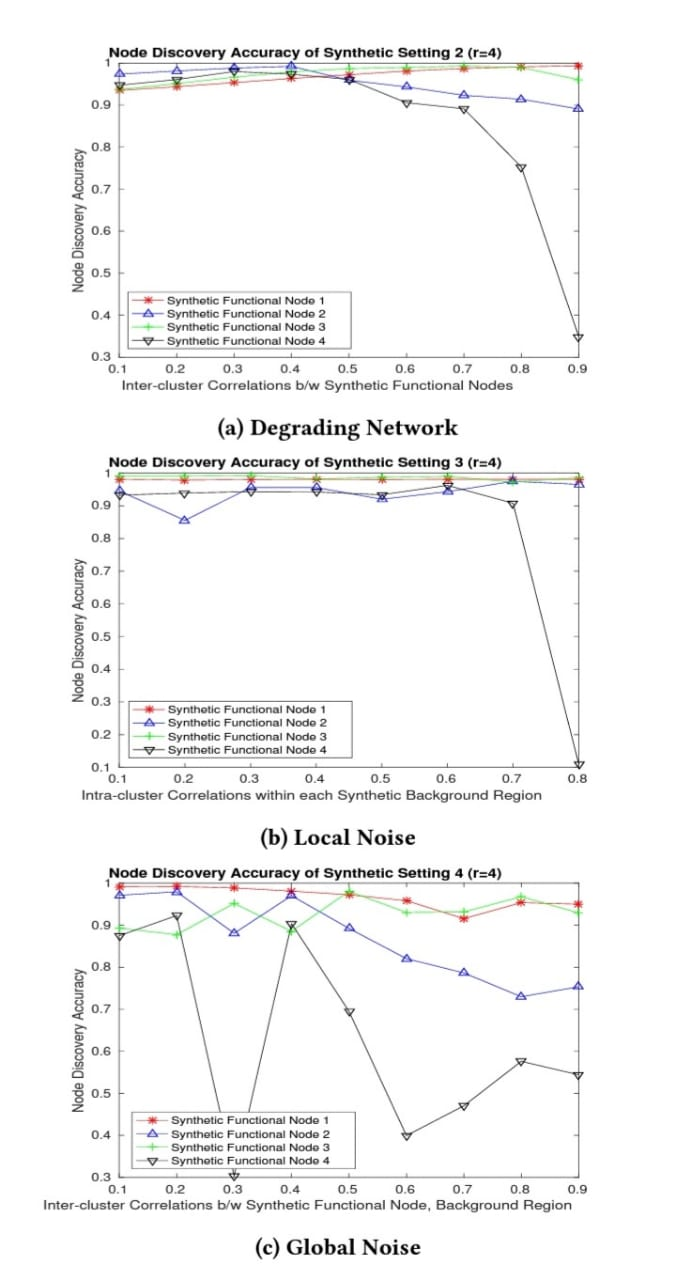 Node Discovery Accuracy of Synthetic Setting 2 (r=4)
Node Discovery Accuracy
1
0.9
0.8
0.7
0.6
0.5
0.4
0.3
Synthetic Functional Node 1
Synthetic Functional Node 2
Synthetic Functional Node 3
Synthetic Functional Node 4
0.1 0.2 0.3 0.4 0.5 0.6 0.7 0.8 0.9
Inter-cluster Correlations b/w Synthetic Functional Nodes
(a) Degrading Network
Node Discovery Accuracy of Synthetic Setting 3 (r=4)
Node Discovery Accuracy
1
0.9
0.8
0.7
0.6
0.5
0.4
0.3
0.2
0.1
Synthetic Functional Node 1
Synthetic Functional Node 2
Synthetic Functional Node 3
Synthetic Functional Node 4
0.1 0.2 0.3 0.4 0.5 0.6 0.7 0.8
Intra-cluster Correlations within each Synthetic Background Region
(b) Local Noise
Node Discovery Accuracy of Synthetic Setting 4 (r=4)
Node Discovery Accuracy
1
0.9
0.8
0.7
0.6
0.5
0.4
0.3
Synthetic Functional Node 1
Synthetic Functional Node 2
Synthetic Functional Node 3
Synthetic Functional Node 4
0.1 0.2 0.3 0.4 0.5 0.6 0.7 0.8 0.9
Inter-cluster Correlations b/w Synthetic Functional Node, Background Region
(c) Global Noise